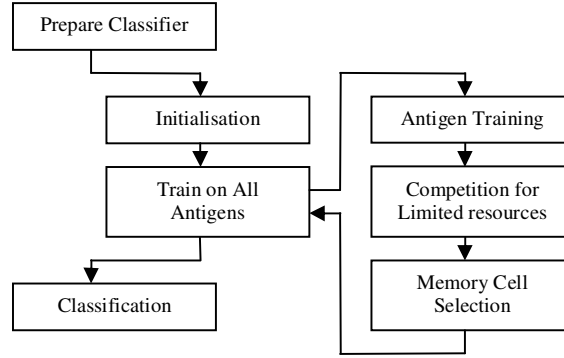 Prepare Classifier
Initialisation
Train on All
Antigens
Classification
Antigen Training
Competition for
Limited resources
Memory Cell
Selection